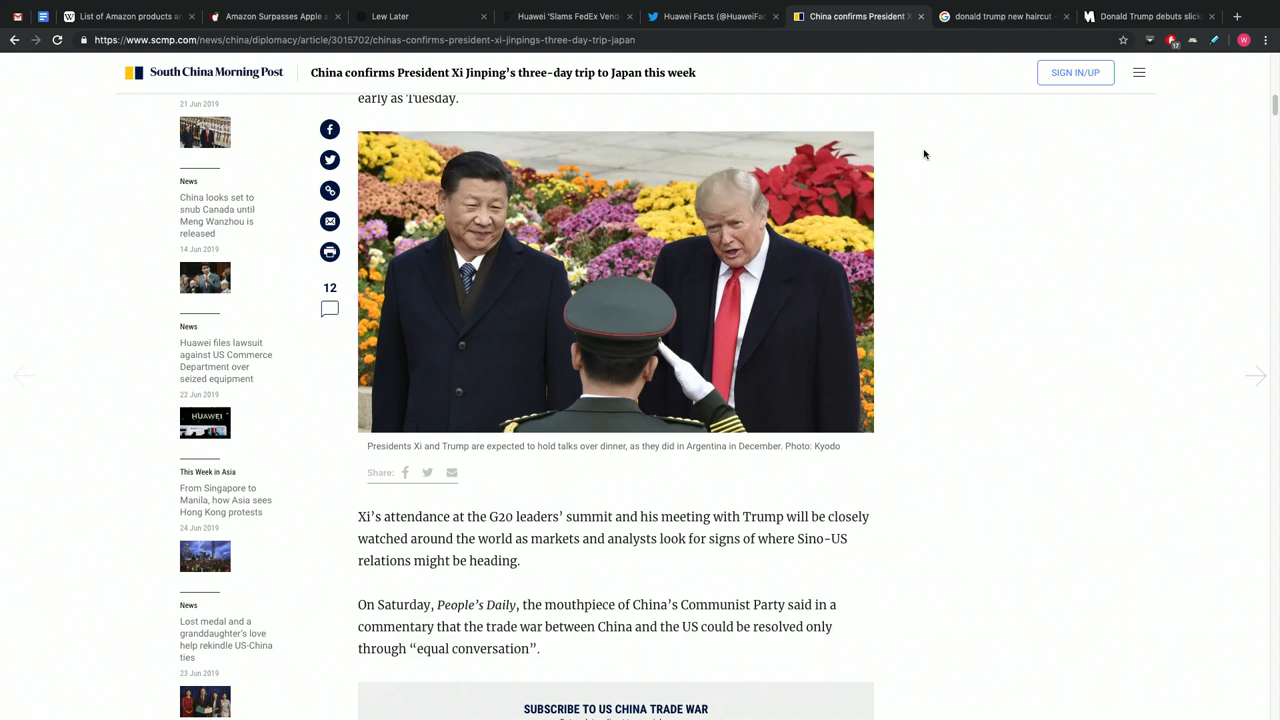 List of Amazon products an
Amazon Surpasses Apple a
Lew Later
Huawei 'Slams FedEx Vend
Huawei Facts (@HuaweiFac
China confirms President X
donald trump new haircut -
Donald Trump debuts slick
https://www.scmp.com/news/china/diplomacy/article/3015702/chinas-confirms-president-xi-jinpings-three-day-trip-japan
17
W
South China Morning Post
China confirms President Xi Jinping's three-day trip to Japan this week
SIGN IN/UP
21 Jun 2019
News
China looks set to
snub Canada until
Meng Wanzhou is
released
14 Jun 2019
News
Huawei files lawsuit
against US Commerce
Department over
seized equipment
22 Jun 2019
HUAWEI
This Week in Asia
From Singapore to
Manila, how Asia sees
Hong Kong protests
24 Jun 2019
News
Lost medal and a
granddaughter's love
help rekindle US-China
ties
23 Jun 2019
12
early as Tuesday.
Presidents Xi and Trump are expected to hold talks over dinner, as they did in Argentina in December. Photo: Kyodo
Share:
Xi's attendance at the G20 leaders' summit and his meeting with Trump will be closely
watched around the world as markets and analysts look for signs of where Sino-US
relations might be heading.
On Saturday, People's Daily, the mouthpiece of China's Communist Party said in a
commentary that the trade war between China and the US could be resolved only
through “equal conversation”.
SUBSCRIBE TO US CHINA TRADE WAR